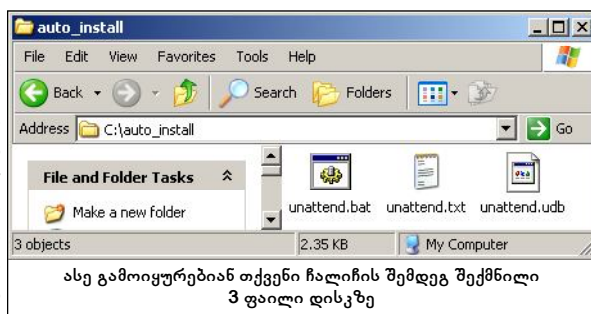 auto_install
File Edit View Favorites Tools Help
Back Search Folders
Address C:\auto_install Go
File and Folder Tasks
Make a new folder
unattend.bat unattend.txt unattend.udb
3 objects 2.35 KB My Computer
ასე გამოიყურებიან თქვენი ჩალიჩის შემდეგ შექმნილი
3 ფაილი დისკზე